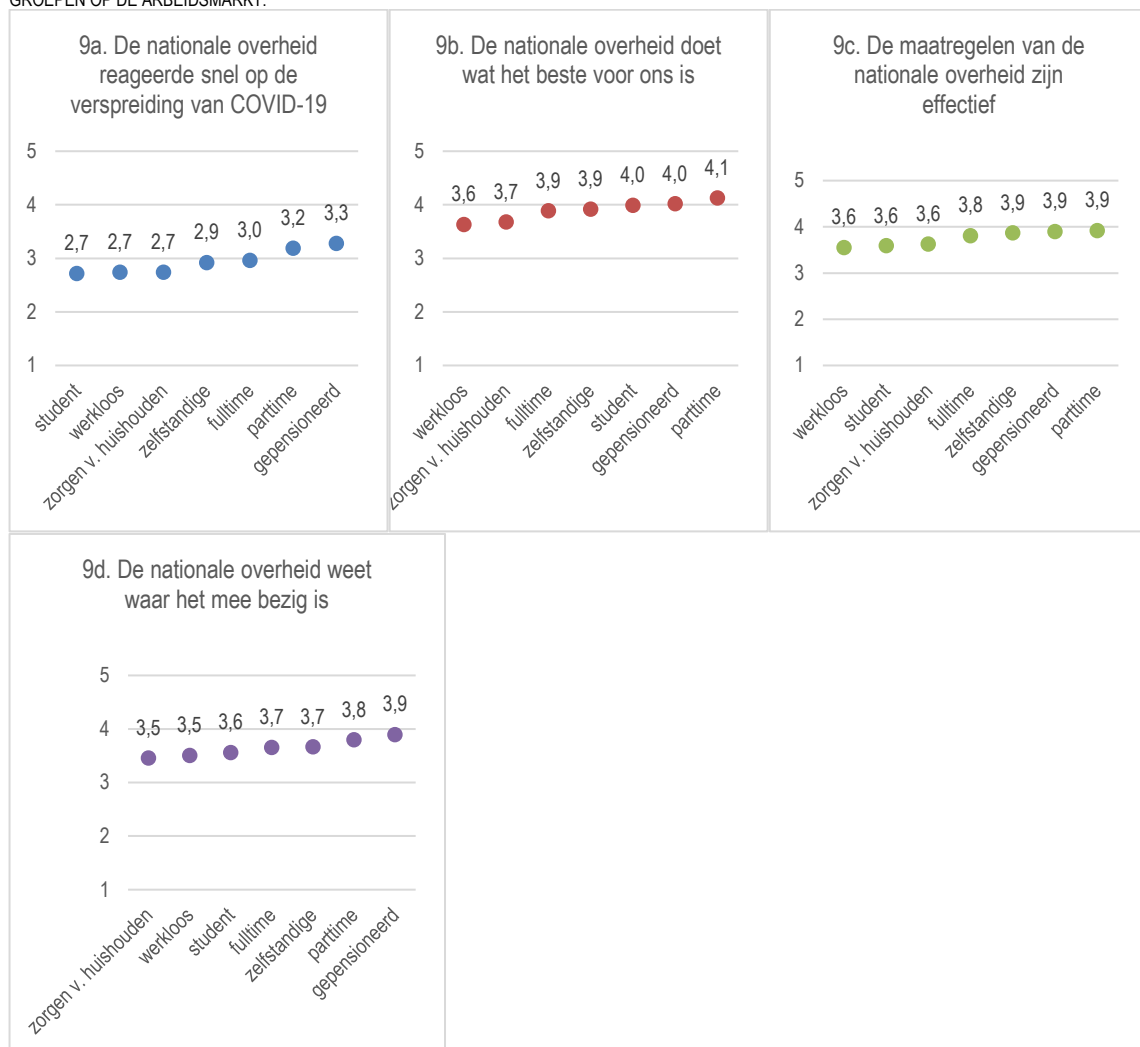 GROEPEN OP DE ARBEIDSMARKT.
9a. De nationale overheid
reageerde snel op de
verspreiding van COVID-19
5
4
3
2
1
2,7
2,7
2,7
2,9
3,0
3,2
3,3
student
werkloos
zorgen v. huishouden
zelfstandige
fulltime
parttime
gepensioneerd
9b. De nationale overheid doet
wat het beste voor ons is
5
4
3
2
1
3,6
3,7
3,9
3,9
4,0
4,0
4,1
werkloos
zorgen v. huishouden
fulltime
zelfstandige
student
gepensioneerd
parttime
9c. De maatregelen van de
nationale overheid zijn
effectief
5
4
3
2
1
3,6
3,6
3,6
3,8
3,9
3,9
3,9
werkloos
student
zorgen v. huishouden
fulltime
zelfstandige
gepensioneerd
parttime
9d. De nationale overheid weet
waar het mee bezig is
5
4
3
2
1
3,5
3,5
3,6
3,7
3,7
3,8
3,9
zorgen v. huishouden
werkloos
student
fulltime
zelfstandige
parttime
gepensioneerd